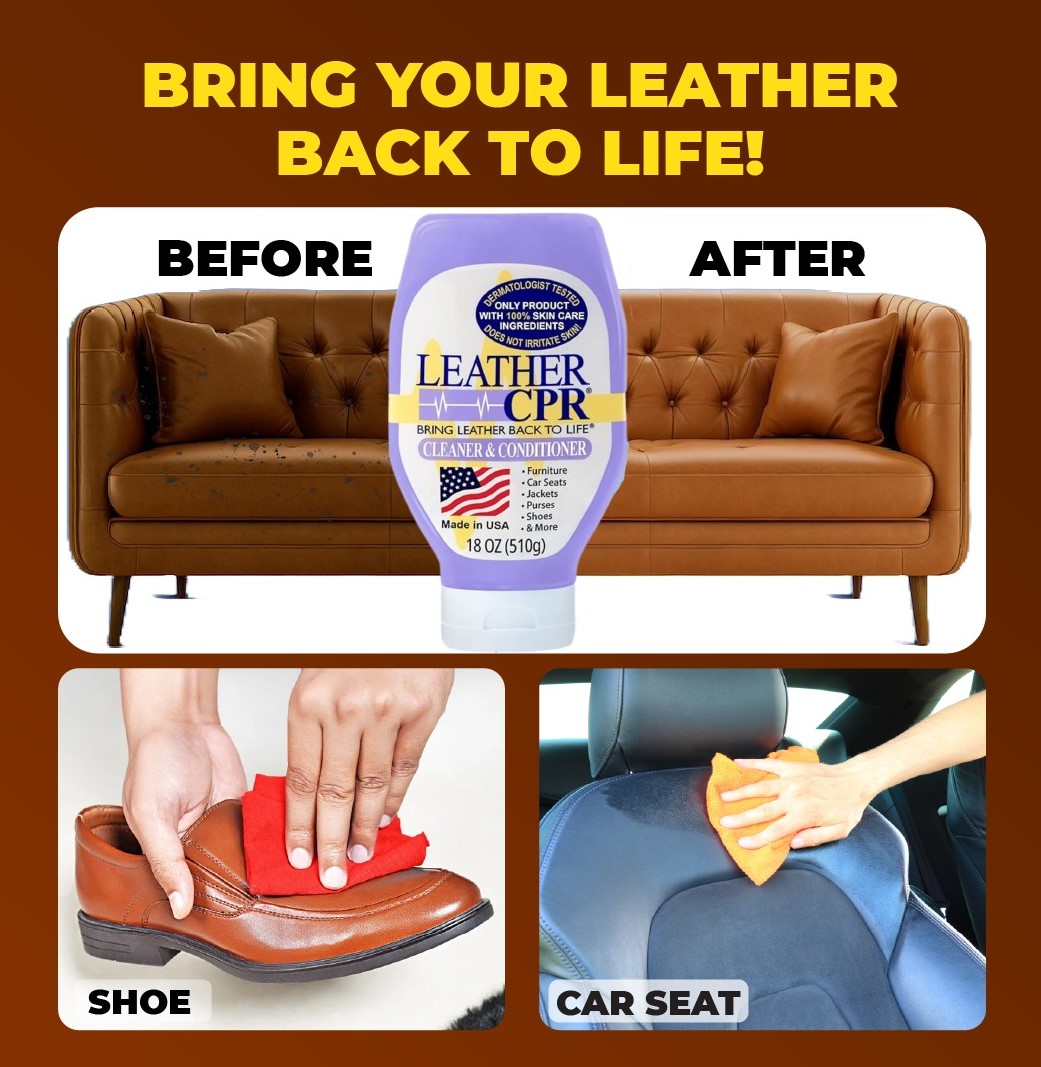 BRING YOUR LEATHER
BACK TO LIFE!
BEFORE
AFTER
DERMATOLOGIST TESTED
ONLY PRODUCT
WITH 100% SKIN CARE
INGREDIENTS
DOES NOT IRRITATE SKIN!
LEATHER
CPR®
BRING LEATHER BACK TO LIFE®
CLEANER & CONDITIONER
• Furniture
• Car Seats
• Jackets
• Purses
• Shoes
• & More
Made in USA
18 OZ (510g)
SHOE
CAR SEAT